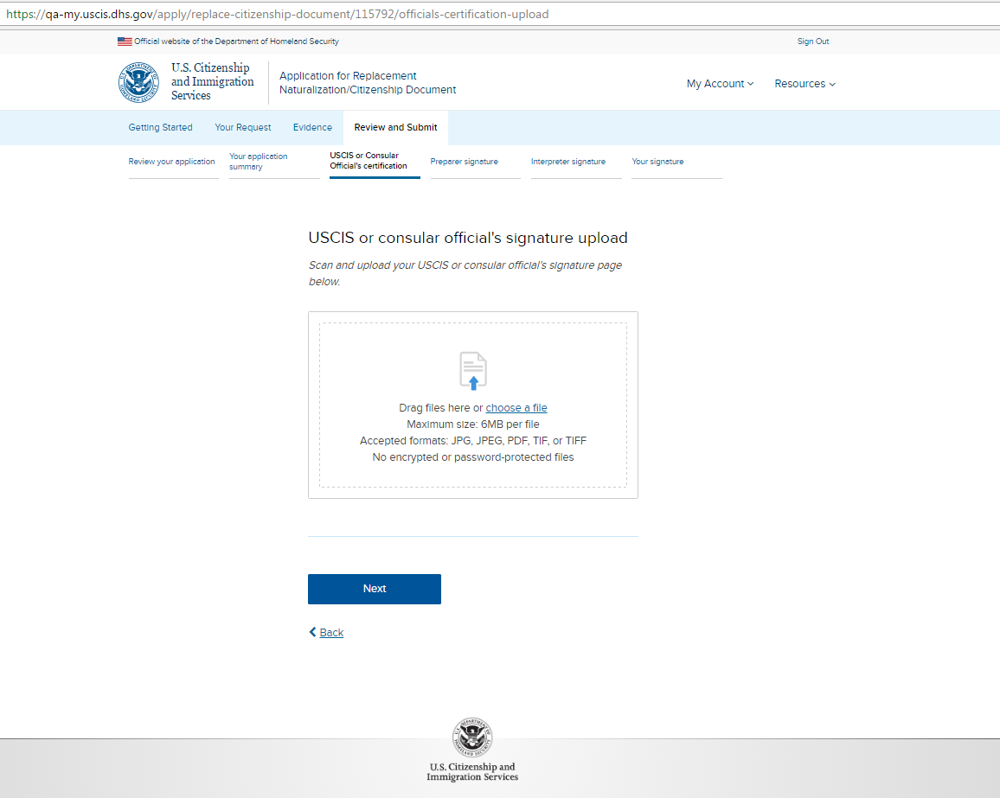 https://qa-my.uscis.dhs.gov/apply/replace-citizenship-document/115792/officials-certification-upload
Official website of the Department of Homeland Security
Sign Out
U.S. Citizenship
and Immigration
Services
Application for Replacement
Naturalization/Citizenship Document
My Account
Resources
Getting Started
Your Request
Evidence
Review and Submit
Review your application
Your application
summary
USCIS or Consular
Official's certification
Preparer signature
Interpreter signature
Your signature
USCIS or consular official's signature upload
Scan and upload your USCIS or consular official's signature page
below.
Drag files here or choose a file
Maximum size: 6MB per file
Accepted formats: JPG, JPEG, PDF, TIF, or TIFF
No encrypted or password-protected files
Next
Back
U.S. Citizenship and
Immigration Services